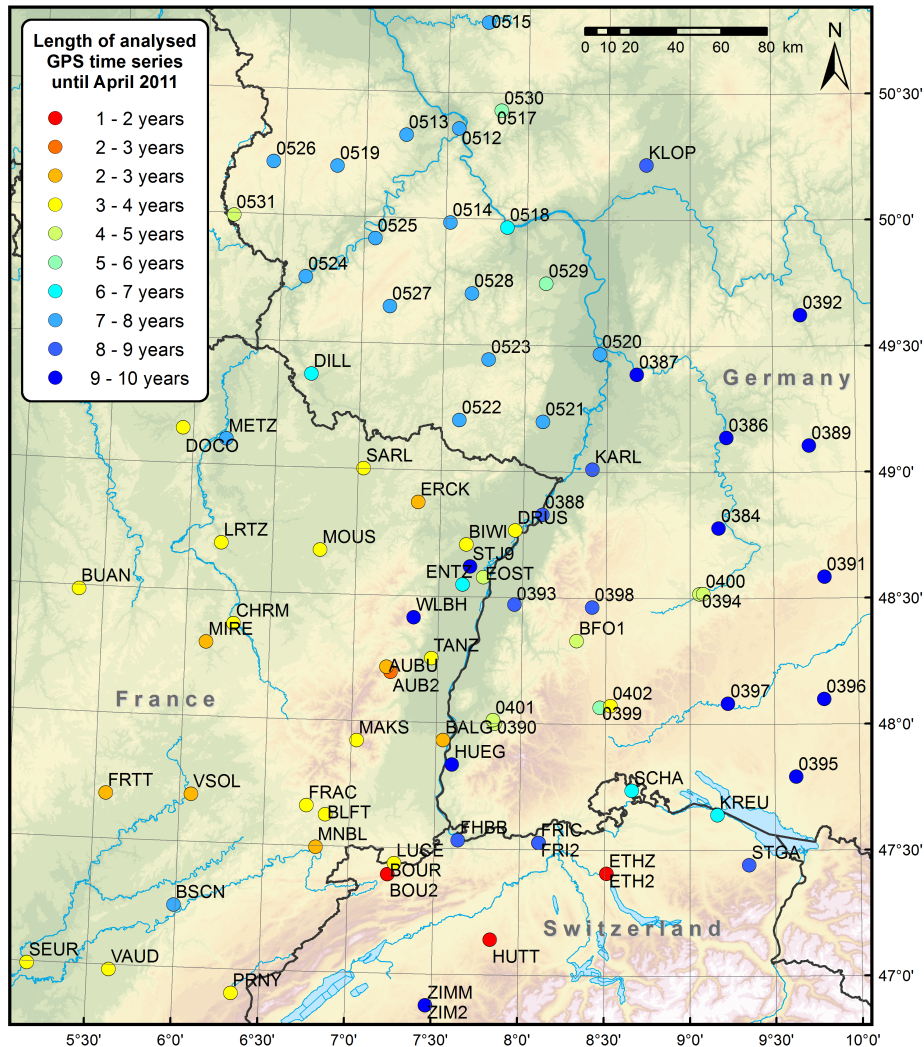 Length of analysed
GPS time series
until April 2011
1 - 2 years
2 - 3 years
2 - 3 years
3 - 4 years
4 - 5 years
5 - 6 years
6 - 7 years
7 - 8 years
8 - 9 years
9 - 10 years
0515
0 10 20 40 60 80 km
N
50°30'
0530
0517
0513
0512
0526
0519
KLOP
0531
0514
0518
50°0'
0525
0524
0528
0529
0527
0392
0520
49°30'
0523
0387
DILL
Germany
0522
0521
METZ
DOCO
0386
0389
SARL
KARL
49°0'
ERCK
0388
DRUS
0384
LRTZ
MOUS
BIWI
STJ9
ENTZ
EOST
0391
BUAN
0400
0394
48°30'
WLBH
0393
0398
CHRM
MIRE
BFO1
TANZ
AUBU
AUB2
France
0402
0399
0397
0396
0401
0390
48°0'
MAKS
BALG
HUEG
0395
FRTT
VSOL
SCHA
FRAC
BLFT
KREU
MNBL
FHBR
FRIC
FRI2
47°30'
LUCE
BOUR
BOU2
ETHZ
ETH2
STGA
BSCN
Switzerland
HUTT
SEUR
VAUD
47°0'
PRNY
ZIMM
ZIM2
5°30' 6°0' 6°30' 7°0' 7°30' 8°0' 8°30' 9°0' 9°30' 10°0'